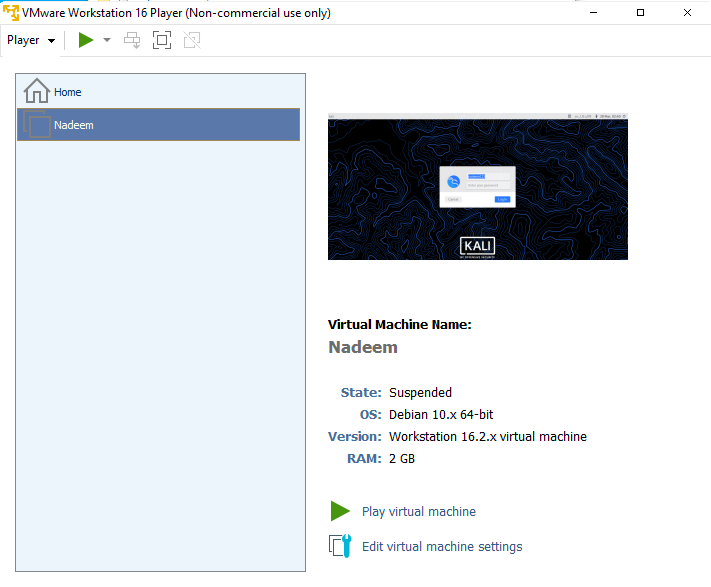 VMware Workstation 16 Player (Non-commercial use only)
Player
Home
Nadeem
KALI
Virtual Machine Name:
Nadeem
State: Suspended
OS: Debian 10.x 64-bit
Version: Workstation 16.2.x virtual machine
RAM: 2 GB
Play virtual machine
Edit virtual machine settings